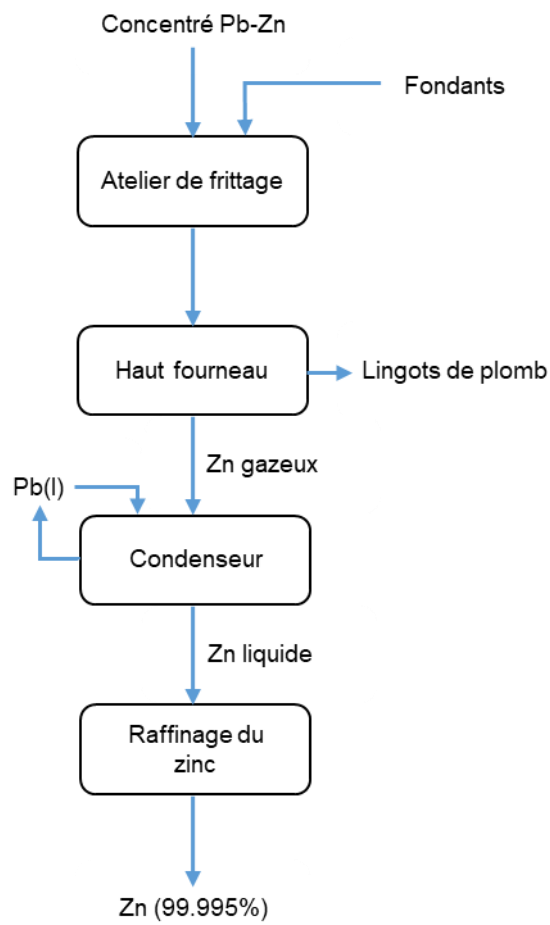 Concentré Pb-Zn
Fondants
Atelier de frittage
Haut fourneau
Lingots de plomb
Zn gazeux
Pb(l)
Condenseur
Zn liquide
Raffinage du
zinc
Zn (99.995%)